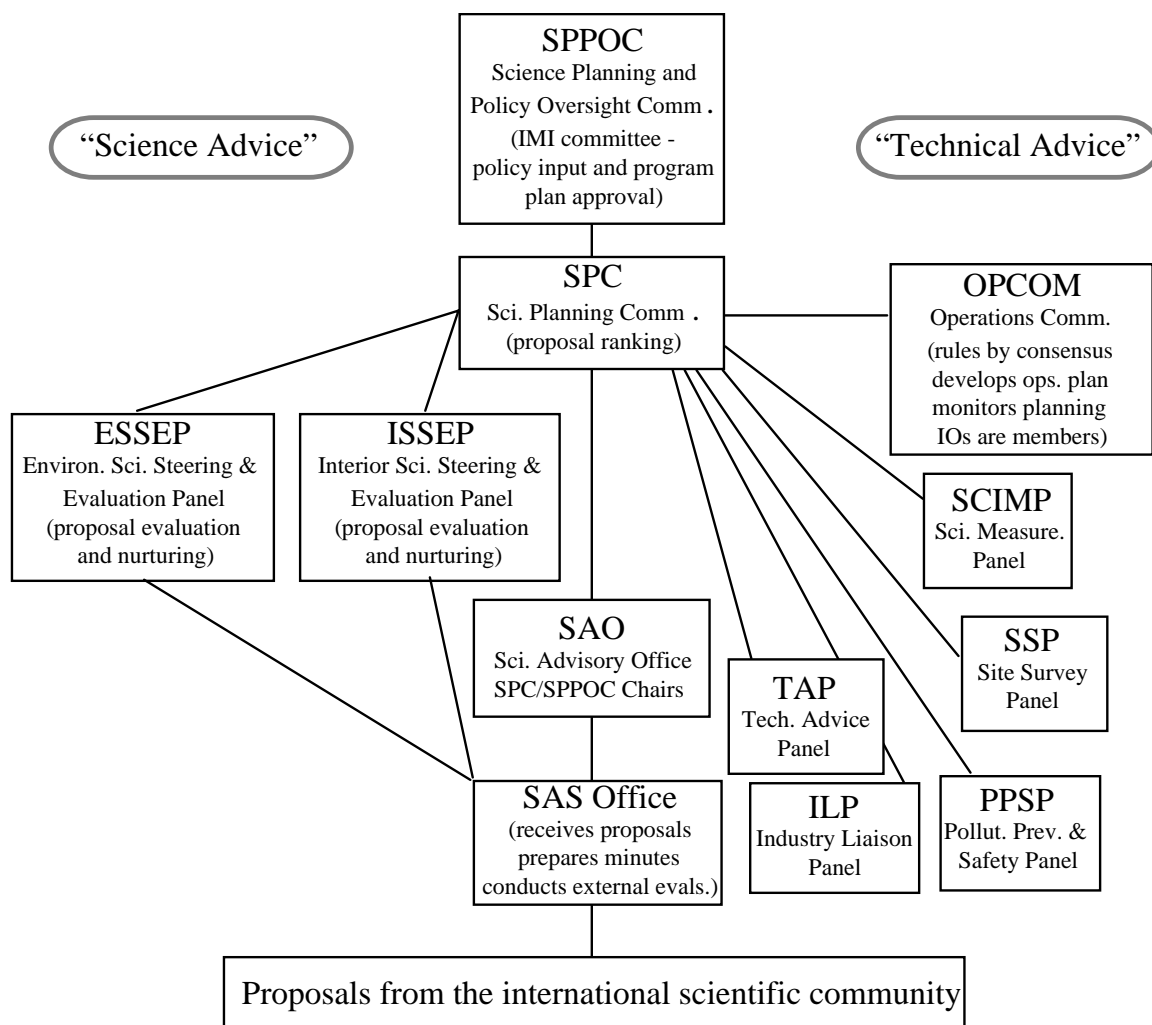 SPPOC
Science Planning and
Policy Oversight Comm .
(IMI committee -
policy input and program
plan approval)
“Science Advice”
“Technical Advice”
SPC
Sci. Planning Comm .
(proposal ranking)
OPCOM
Operations Comm.
(rules by consensus
develops ops. plan
monitors planning
IOs are members)
ESSEP
Environ. Sci. Steering &
Evaluation Panel
(proposal evaluation
and nurturing)
ISSEP
Interior Sci. Steering &
Evaluation Panel
(proposal evaluation
and nurturing)
SCIMP
Sci. Measure.
Panel
SAO
Sci. Advisory Office
SPC/SPPOC Chairs
SSP
Site Survey
Panel
TAP
Tech. Advice
Panel
SAS Office
(receives proposals
prepares minutes
conducts external evals.)
ILP
Industry Liaison
Panel
PPSP
Pollut. Prev. &
Safety Panel
Proposals from the international scientific community